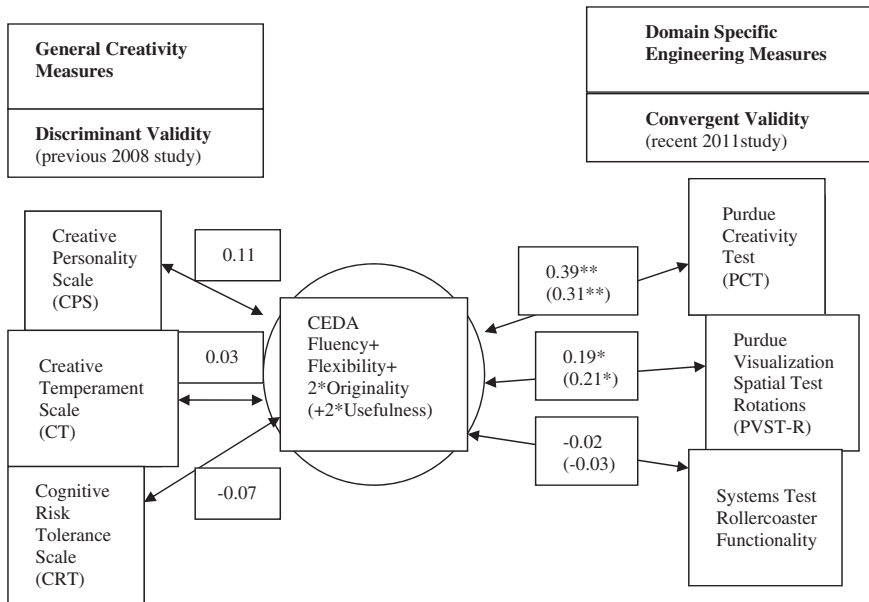 General Creativity
Measures
Discriminant Validity
(previous 2008 study)
Domain Specific
Engineering Measures
Convergent Validity
(recent 2011study)
Creative
Personality
Scale
(CPS)
0.11
Creative
Temperament
Scale
(CT)
0.03
Cognitive
Risk
Tolerance
Scale
(CRT)
-0.07
CEDA
Fluency+
Flexibility+
2*Originality
(+2*Usefulness)
0.39**
(0.31**)
Purdue
Creativity
Test
(PCT)
0.19*
(0.21*)
Purdue
Visualization
Spatial Test
Rotations
(PVST-R)
-0.02
(-0.03)
Systems Test
Rollercoaster
Functionality